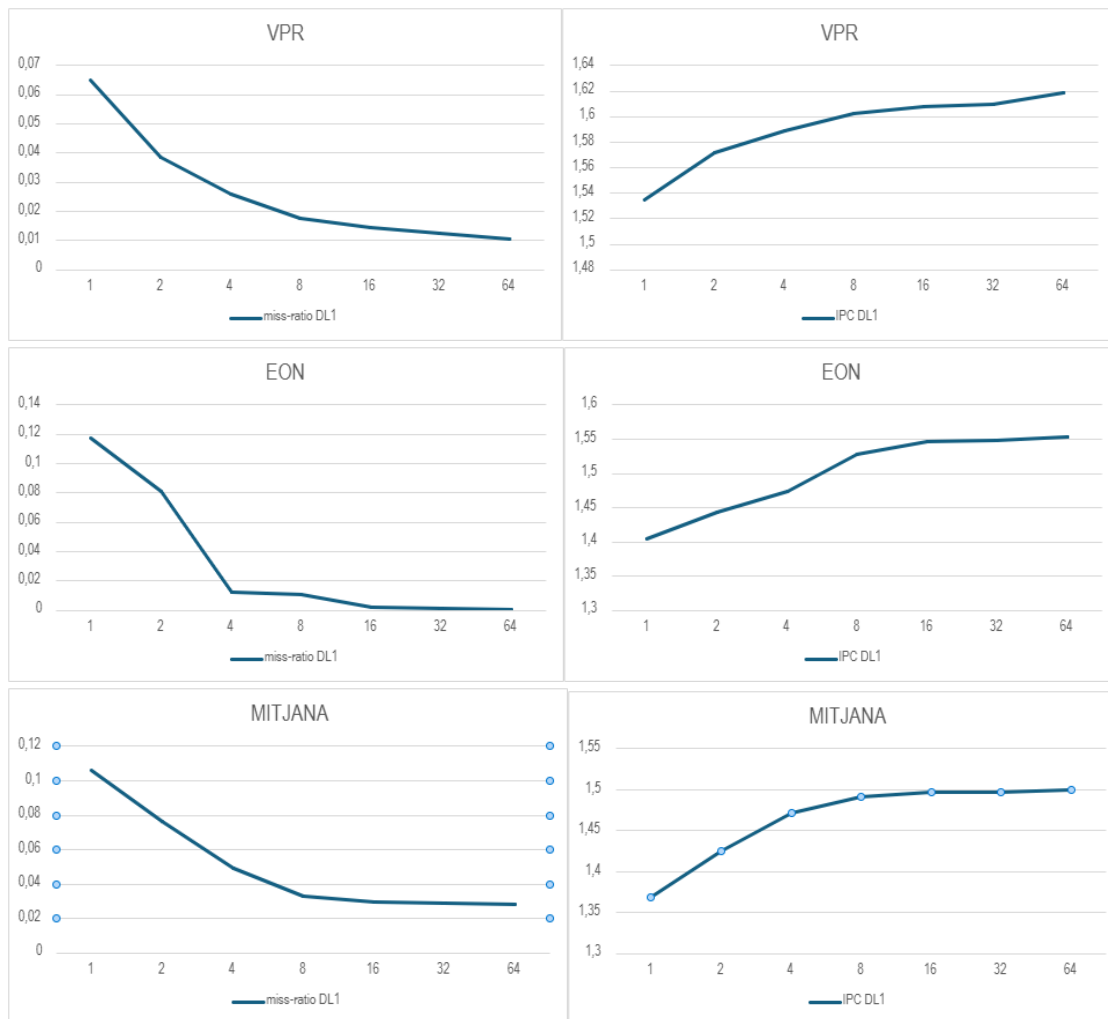 VPR
0,07
0,06
0,05
0,04
0,03
0,02
0,01
0
1 2 4 8 16 32 64
miss-ratio DL1
VPR
1,64
1,62
1,6
1,58
1,56
1,54
1,52
1,5
1,48
1 2 4 8 16 32 64
IPC DL1
EON
0,14
0,12
0,1
0,08
0,06
0,04
0,02
0
1 2 4 8 16 32 64
miss-ratio DL1
EON
1,6
1,55
1,5
1,45
1,4
1,35
1,3
1 2 4 8 16 32 64
IPC DL1
MITJANA
0,12
0,1
0,08
0,06
0,04
0,02
0
1 2 4 8 16 32 64
miss-ratio DL1
MITJANA
1,55
1,5
1,45
1,4
1,35
1,3
1 2 4 8 16 32 64
IPC DL1